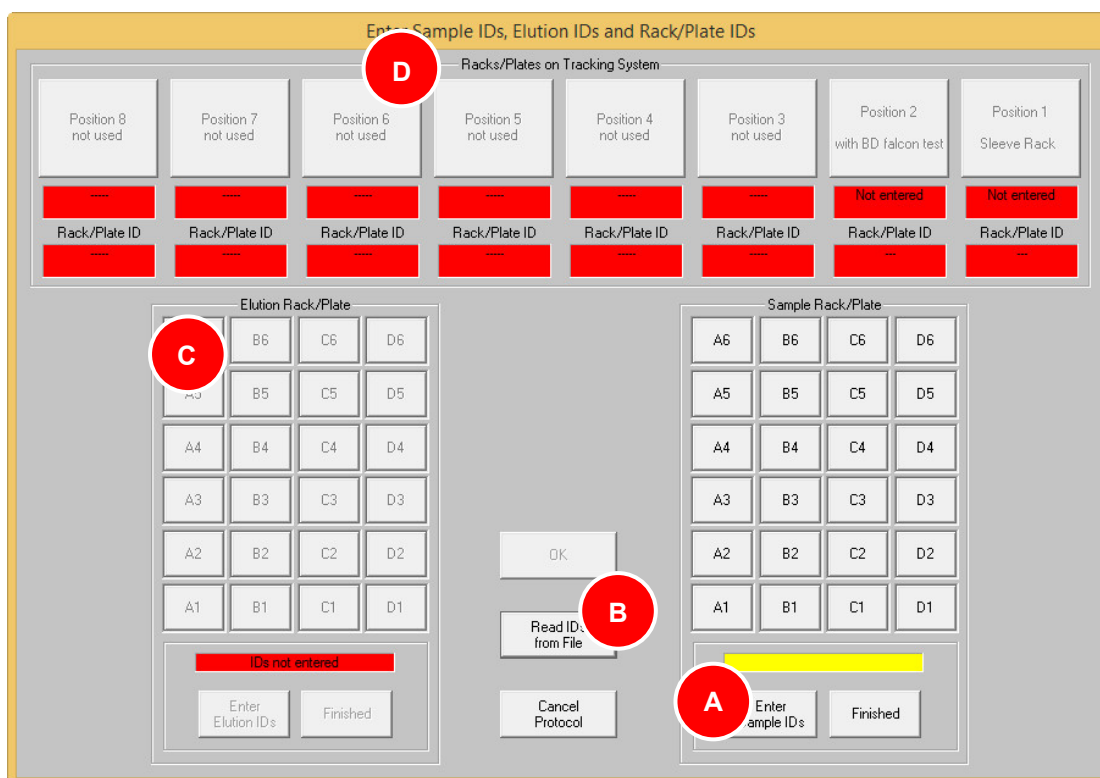 Enter Sample IDs, Elution IDs and Rack/Plate IDs
D
Racks/Plates on Tracking System
Position 8
not used
Position 7
not used
Position 6
not used
Position 5
not used
Position 4
not used
Position 3
not used
Position 2
with BD falcon test
Position 1
Sleeve Rack
----- ----- ----- ----- ----- ----- Not entered Not entered
Rack/Plate ID Rack/Plate ID Rack/Plate ID Rack/Plate ID Rack/Plate ID Rack/Plate ID Rack/Plate ID Rack/Plate ID
----- ----- ----- ----- ----- ----- --- ---
Elution Rack/Plate
C
B6 C6 D6
A5 B5 C5 D5
A4 B4 C4 D4
A3 B3 C3 D3
A2 B2 C2 D2
A1 B1 C1 D1
IDs not entered
Enter
Elution IDs
Finished
OK
B
Read IDs
from File
Cancel
Protocol
Sample Rack/Plate
A6 B6 C6 D6
A5 B5 C5 D5
A4 B4 C4 D4
A3 B3 C3 D3
A2 B2 C2 D2
A1 B1 C1 D1
A
Enter
Sample IDs
Finished